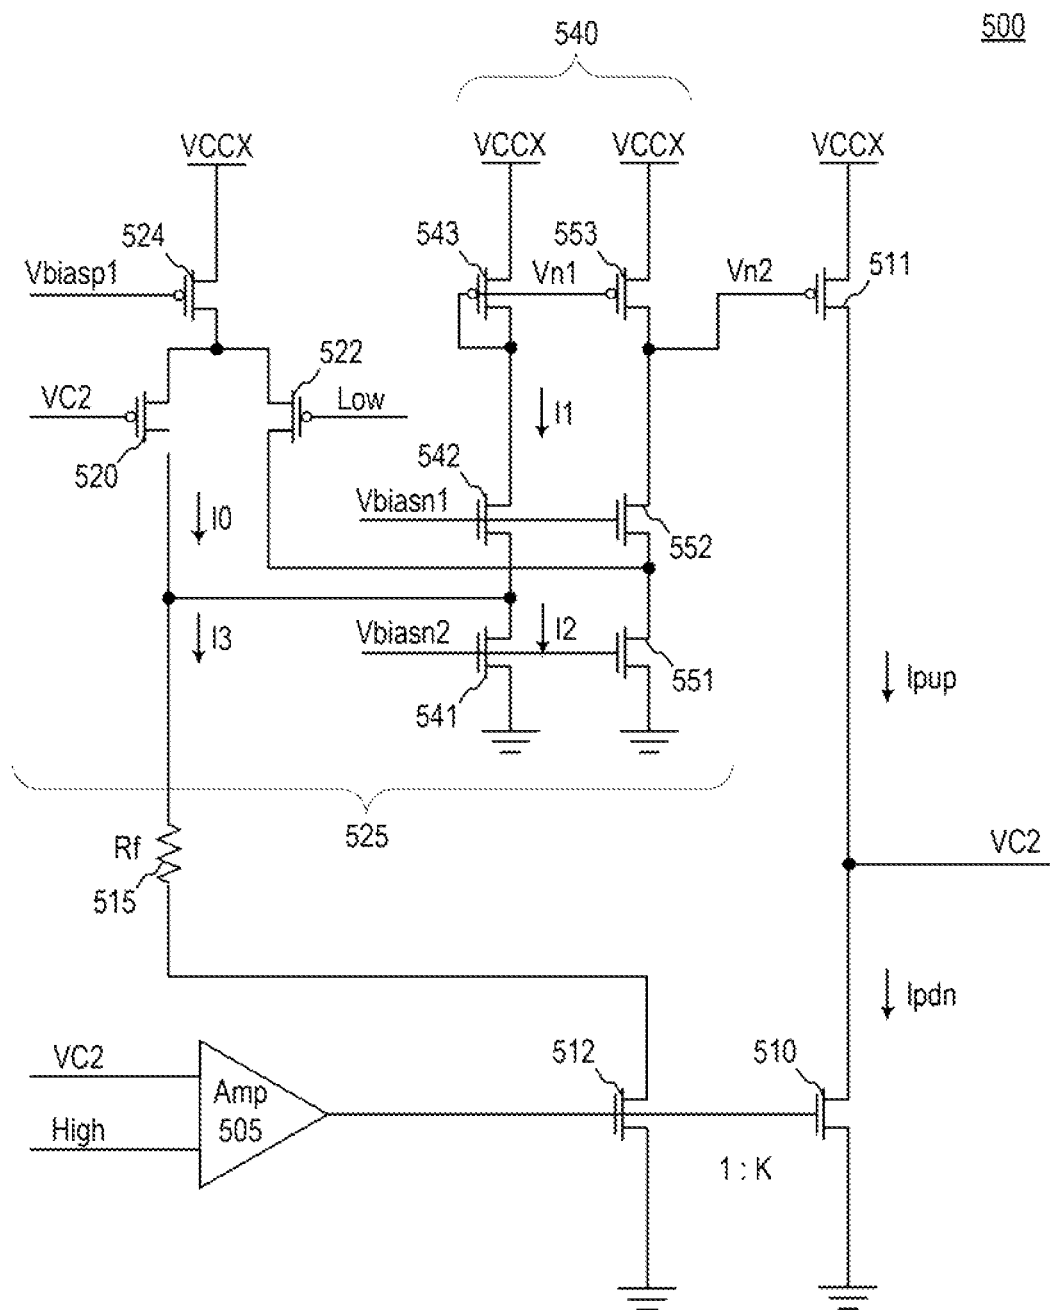 500
540
VCCX
VCCX
VCCX
VCCX
524
543
553
Vbiasp1
Vn1
Vn2
511
522
VC2
Low
I1
520
542
Vbiasn1
I0
552
I3
Vbiasn2
I2
551
541
Ipup
525
Rf
515
VC2
Ipdn
512
510
VC2
Amp
505
High
1 : K